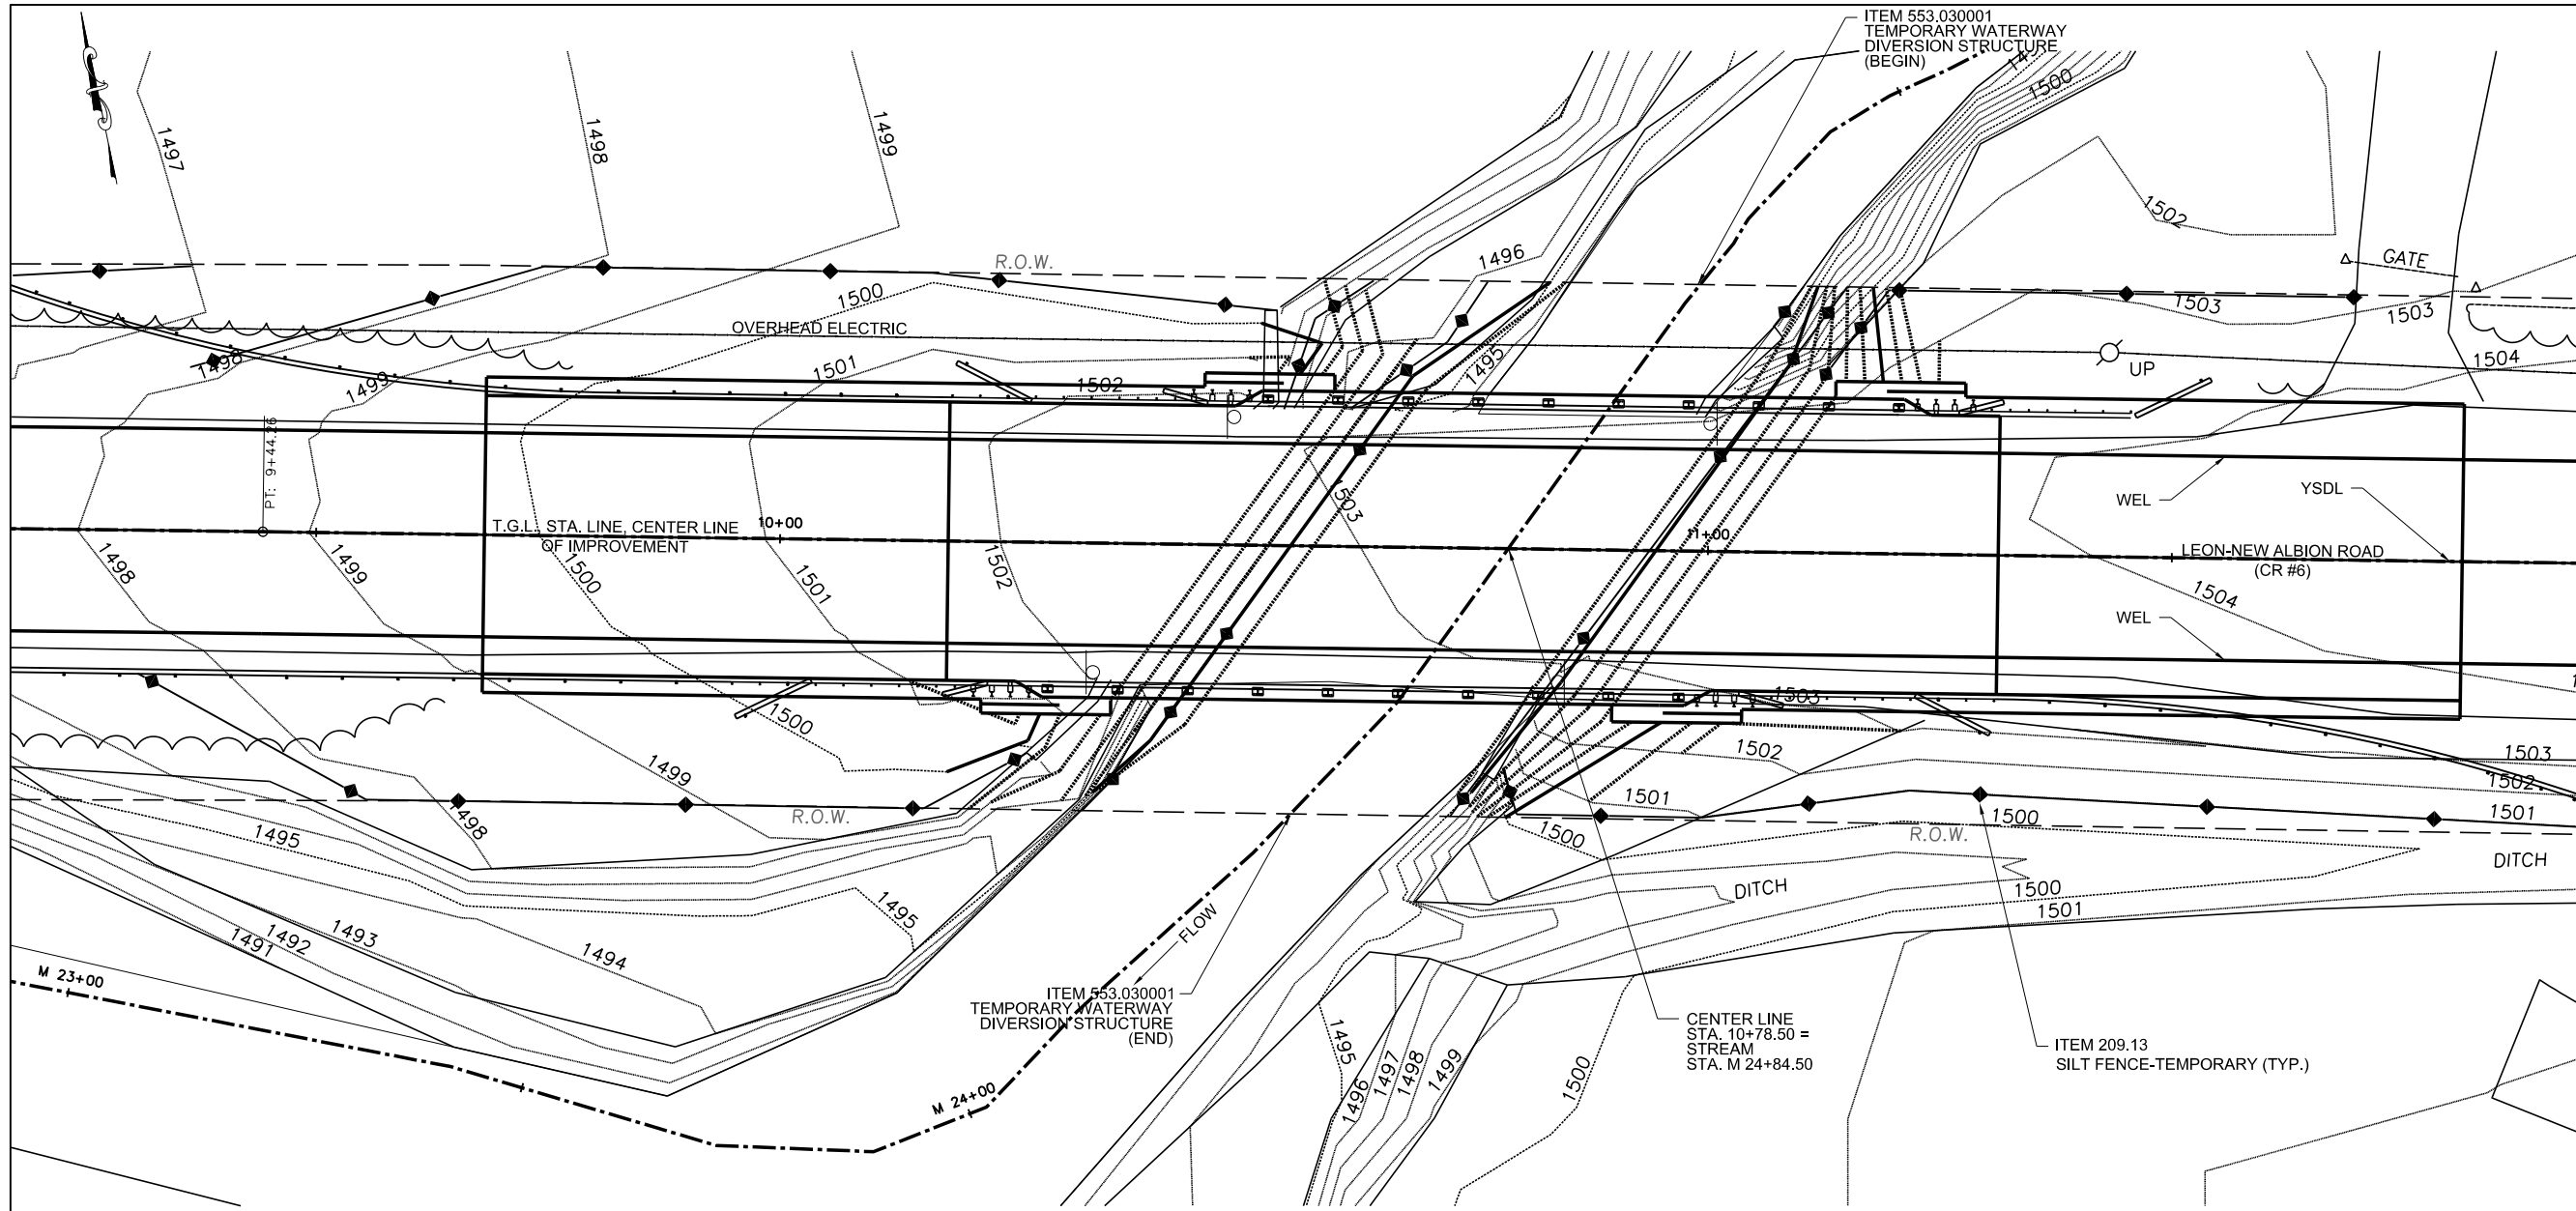 ITEM 553.030001
TEMPORARY WATERWAY
DIVERSION STRUCTURE
(BEGIN)
1500
1497
1498
1499
1502
R.O.W.
1496
GATE
1500
1503
1503
OVERHEAD ELECTRIC
1504
1498
1499
1501
1502
1495
UP
PT: 9+44.26
WEL
YSDL
T.G.L., STA. LINE, CENTER LINE
OF IMPROVEMENT
10+00
11+00
LEON-NEW ALBION ROAD
(CR #6)
1498
1499
1500
1501
1502
1504
WEL
1503
1500
1502
1503
1502
1499
1501
1501
1498
R.O.W.
1500
R.O.W.
1500
1495
DITCH
DITCH
1500
1501
1495
1493
1492
1491
1494
FLOW
M 23+00
ITEM 553.030001
TEMPORARY WATERWAY
DIVERSION STRUCTURE
(END)
CENTER LINE
STA. 10+78.50 =
STREAM
STA. M 24+84.50
ITEM 209.13
SILT FENCE-TEMPORARY (TYP.)
M 24+00
1495
1496
1497
1498
1499
1500